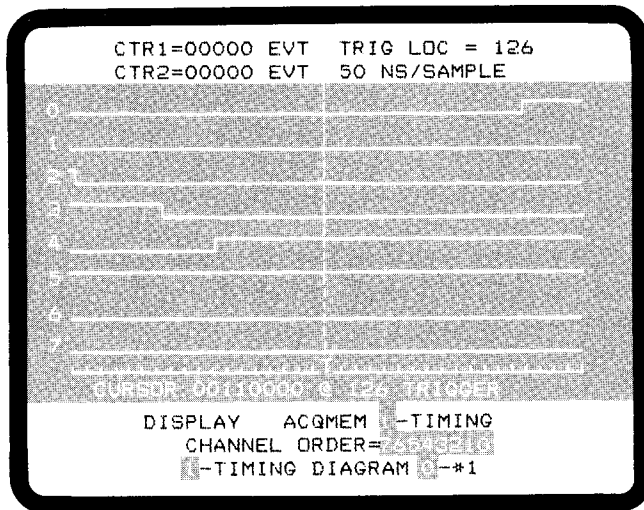 CTR1=00000 EVT TRIG LOC = 126
CTR2=00000 EVT 50 NS/SAMPLE
0
1
2
3
4
5
6
7
T
CURSOR 00110000 @ 126 TRIGGER
DISPLAY ACQMEM -TIMING
CHANNEL ORDER=
-TIMING DIAGRAM 0-*1